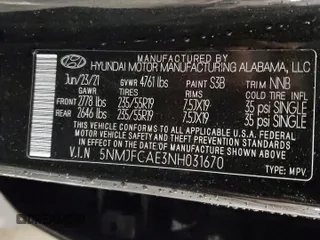 MANUFACTURED BY
HYUNDAI MOTOR MANUFACTURING ALABAMA, LLC
Jun/23/21 GVWR 4761 lbs PAINT S3B TRIM NNB
GAWR TIRES RIMS COLD TIRE INFL
FRONT 2778 lbs 235/55R19 7.5JX19 35 psi SINGLE
REAR 2646 lbs 235/55R19 7.5JX19 35 psi SINGLE
THIS VEHICLE CONFORMS TO ALL APPLICABLE U.S. FEDERAL MOTOR VEHICLE
SAFETY, BUMPER, AND THEFT PREVENTION STANDARDS IN EFFECT ON THE
DATE OF MANUFACTURE SHOWN ABOVE.
V.I.N 5NMJFCAE3NH031670 TYPE: MPV